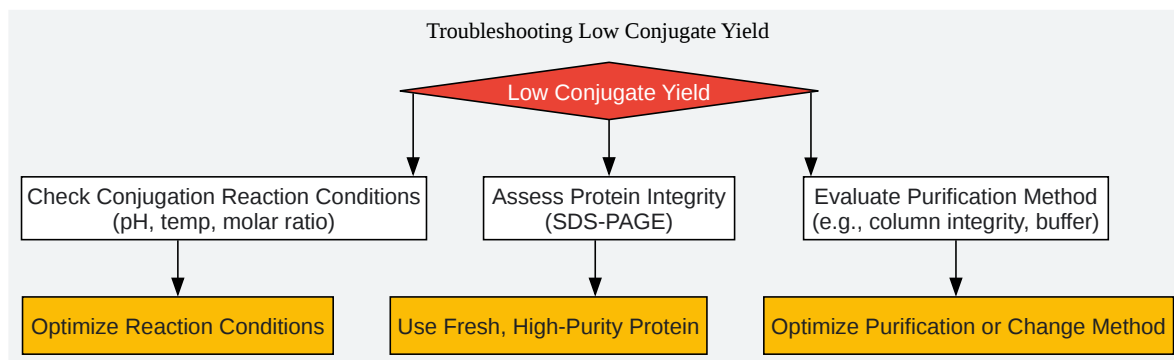 Troubleshooting Low Conjugate Yield
Low Conjugate Yield
Check Conjugation Reaction Conditions
(pH, temp, molar ratio)
Assess Protein Integrity
(SDS-PAGE)
Evaluate Purification Method
(e.g., column integrity, buffer)
Optimize Reaction Conditions
Use Fresh, High-Purity Protein
Optimize Purification or Change Method